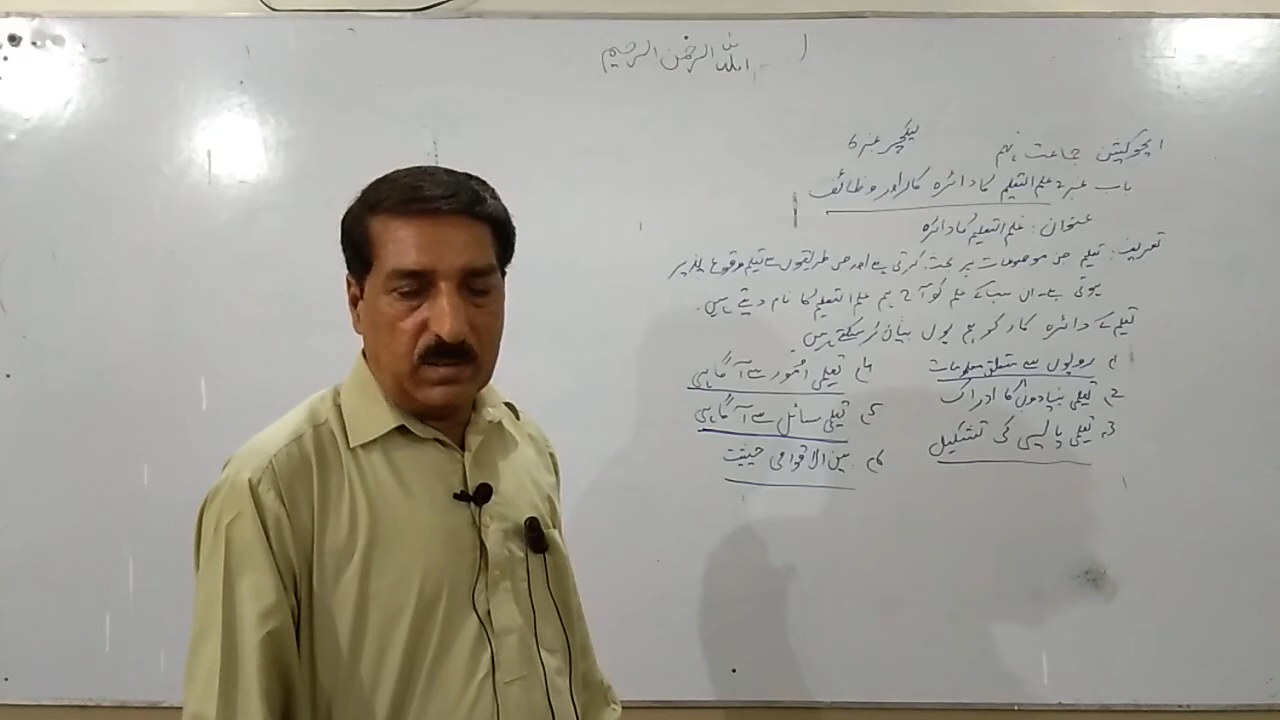 بسم اللہ الرحمٰن الرحیم
ایجوکیشن جماعت نہم لیکچر نمبر 6
باب نمبر 2 علم التعلیم کا دائرہ کار اور وظائف
عنوان: علم التعلیم کا دائرہ
تعریف: تعلیم جن موضوعات پر بحث کرتی ہے اور جن طریقوں سے تعلیم وقوع پذیر
ہوتی ہے۔ ان سب کے علم کو آج ہم علم التعلیم کا نام دیتے ہیں۔
تعلیم کے دائرہ کار کو ہم یوں بیان کر سکتے ہیں
1 رویوں سے متعلق معلومات
2 تعلیمی بنیادوں کا ادراک
3 تعلیمی پالیسی کی تشکیل
4 تعلیمی امور سے آگاہی
5 تعلیمی مسائل سے آگاہی
6 بین الاقوامی حیثیت